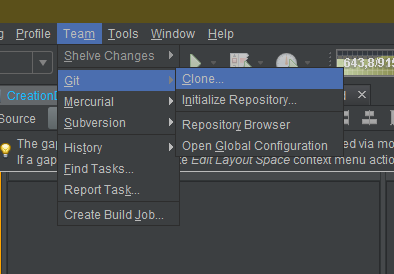 g Profile Team Tools Window Help
Shelve Changes
643,8/915
Git
Clone...
Creation
Mercurial
Initialize Repository...
Source
Subversion
Repository Browser
The gap
History
Open Global Configuration
ed via mo
If a gap
Find Tasks...
e Edit Layout Space context menu actio
Report Task...
Create Build Job...